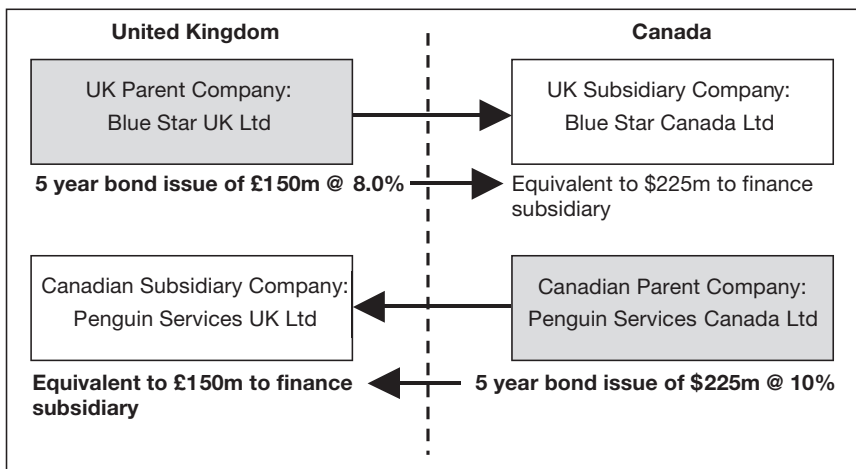 United Kingdom
Canada
UK Parent Company:
Blue Star UK Ltd
UK Subsidiary Company:
Blue Star Canada Ltd
5 year bond issue of £150m @ 8.0%
Equivalent to $225m to finance
subsidiary
Canadian Subsidiary Company:
Penguin Services UK Ltd
Canadian Parent Company:
Penguin Services Canada Ltd
Equivalent to £150m to finance
subsidiary
5 year bond issue of $225m @ 10%